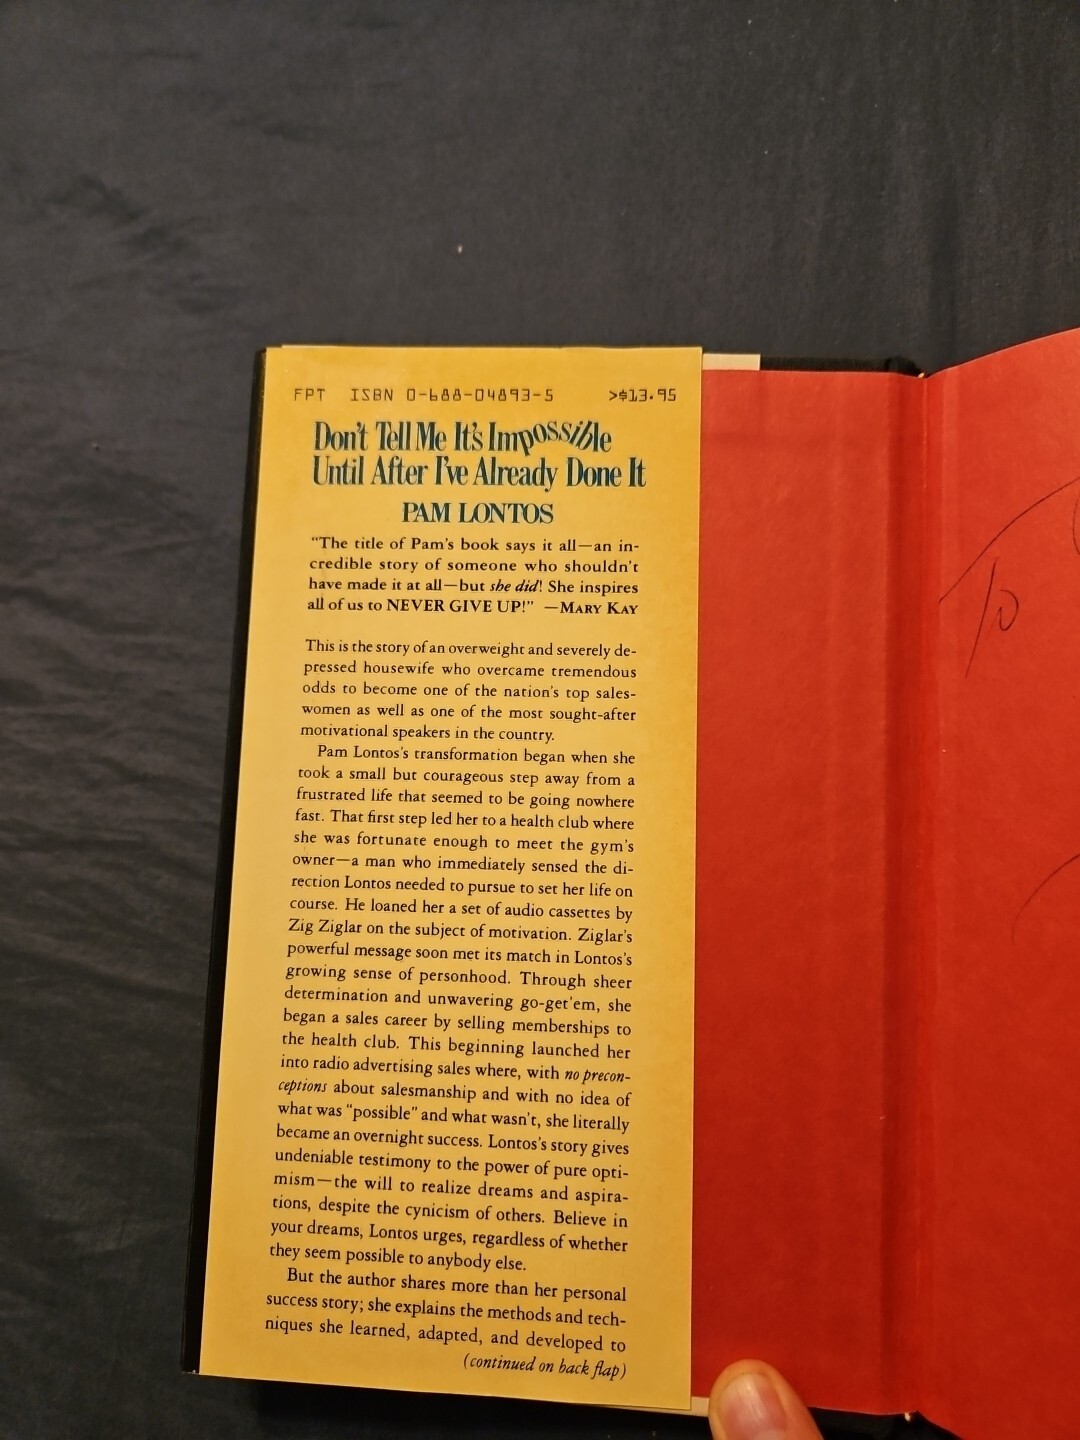 FPT ISBN 0-688-04893-5 >$13.95
Don't Tell Me It's Impossible
Until After I've Already Done It
PAM LONTOS
"The title of Pam's book says it all—an in-
credible story of someone who shouldn't
have made it at all—but she did! She inspires
all of us to NEVER GIVE UP!" —MARY KAY
This is the story of an overweight and severely de-
pressed housewife who overcame tremendous
odds to become one of the nation's top sales-
women as well as one of the most sought-after
motivational speakers in the country.
Pam Lontos's transformation began when she
took a small but courageous step away from a
frustrated life that seemed to be going nowhere
fast. That first step led her to a health club where
she was fortunate enough to meet the gym's
owner—a man who immediately sensed the di-
rection Lontos needed to pursue to set her life on
course. He loaned her a set of audio cassettes by
Zig Ziglar on the subject of motivation. Ziglar's
powerful message soon met its match in Lontos's
growing sense of personhood. Through sheer
determination and unwavering go-get'em, she
began a sales career by selling memberships to
the health club. This beginning launched her
into radio advertising sales where, with no precon-
ceptions about salesmanship and with no idea of
what was "possible" and what wasn't, she literally
became an overnight success. Lontos's story gives
undeniable testimony to the power of pure opti-
mism—the will to realize dreams and aspira-
tions, despite the cynicism of others. Believe in
your dreams, Lontos urges, regardless of whether
they seem possible to anybody else.
But the author shares more than her personal
success story; she explains the methods and tech-
niques she learned, adapted, and developed to
(continued on back flap)
To